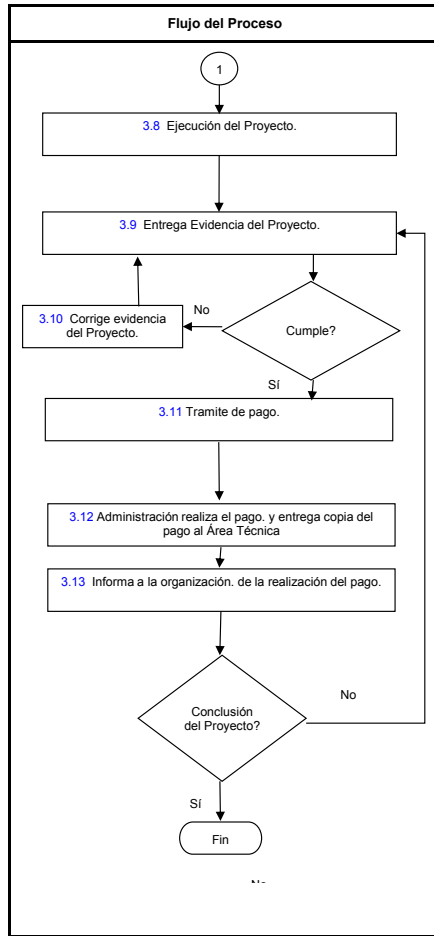 Flujo del Proceso
1
3.8 Ejecución del Proyecto.
3.9 Entrega Evidencia del Proyecto.
No
3.10 Corrige evidencia
del Proyecto.
Cumple?
Sí
3.11 Tramite de pago.
3.12 Administración realiza el pago. y entrega copia del
pago al Área Técnica
3.13 Informa a la organización. de la realización del pago.
No
Conclusión
del Proyecto?
Sí
Fin